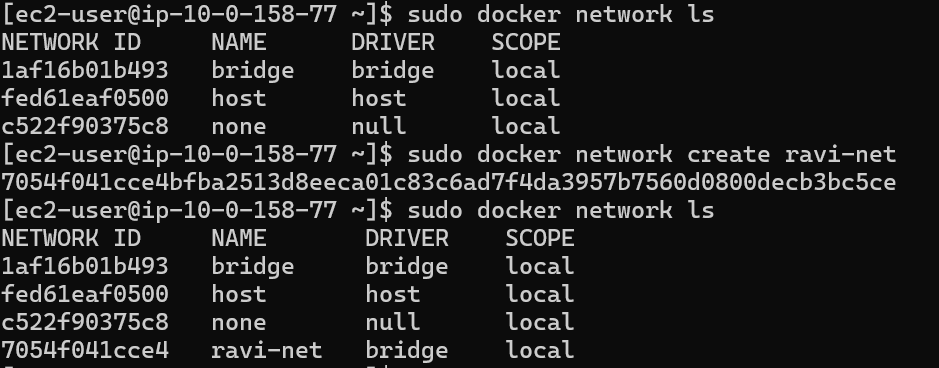 [ec2-user@ip-10-0-158-77 ~]$ sudo docker network ls
NETWORK ID     NAME      DRIVER    SCOPE
1af16b01b493   bridge    bridge    local
fed61eaf0500   host      host      local
c522f90375c8   none      null      local
[ec2-user@ip-10-0-158-77 ~]$ sudo docker network create ravi-net
7054f041cce4bfba2513d8eeca01c83c6ad7f4da3957b7560d0800decb3bc5ce
[ec2-user@ip-10-0-158-77 ~]$ sudo docker network ls
NETWORK ID     NAME       DRIVER    SCOPE
1af16b01b493   bridge     bridge    local
fed61eaf0500   host       host      local
c522f90375c8   none       null      local
7054f041cce4   ravi-net   bridge    local